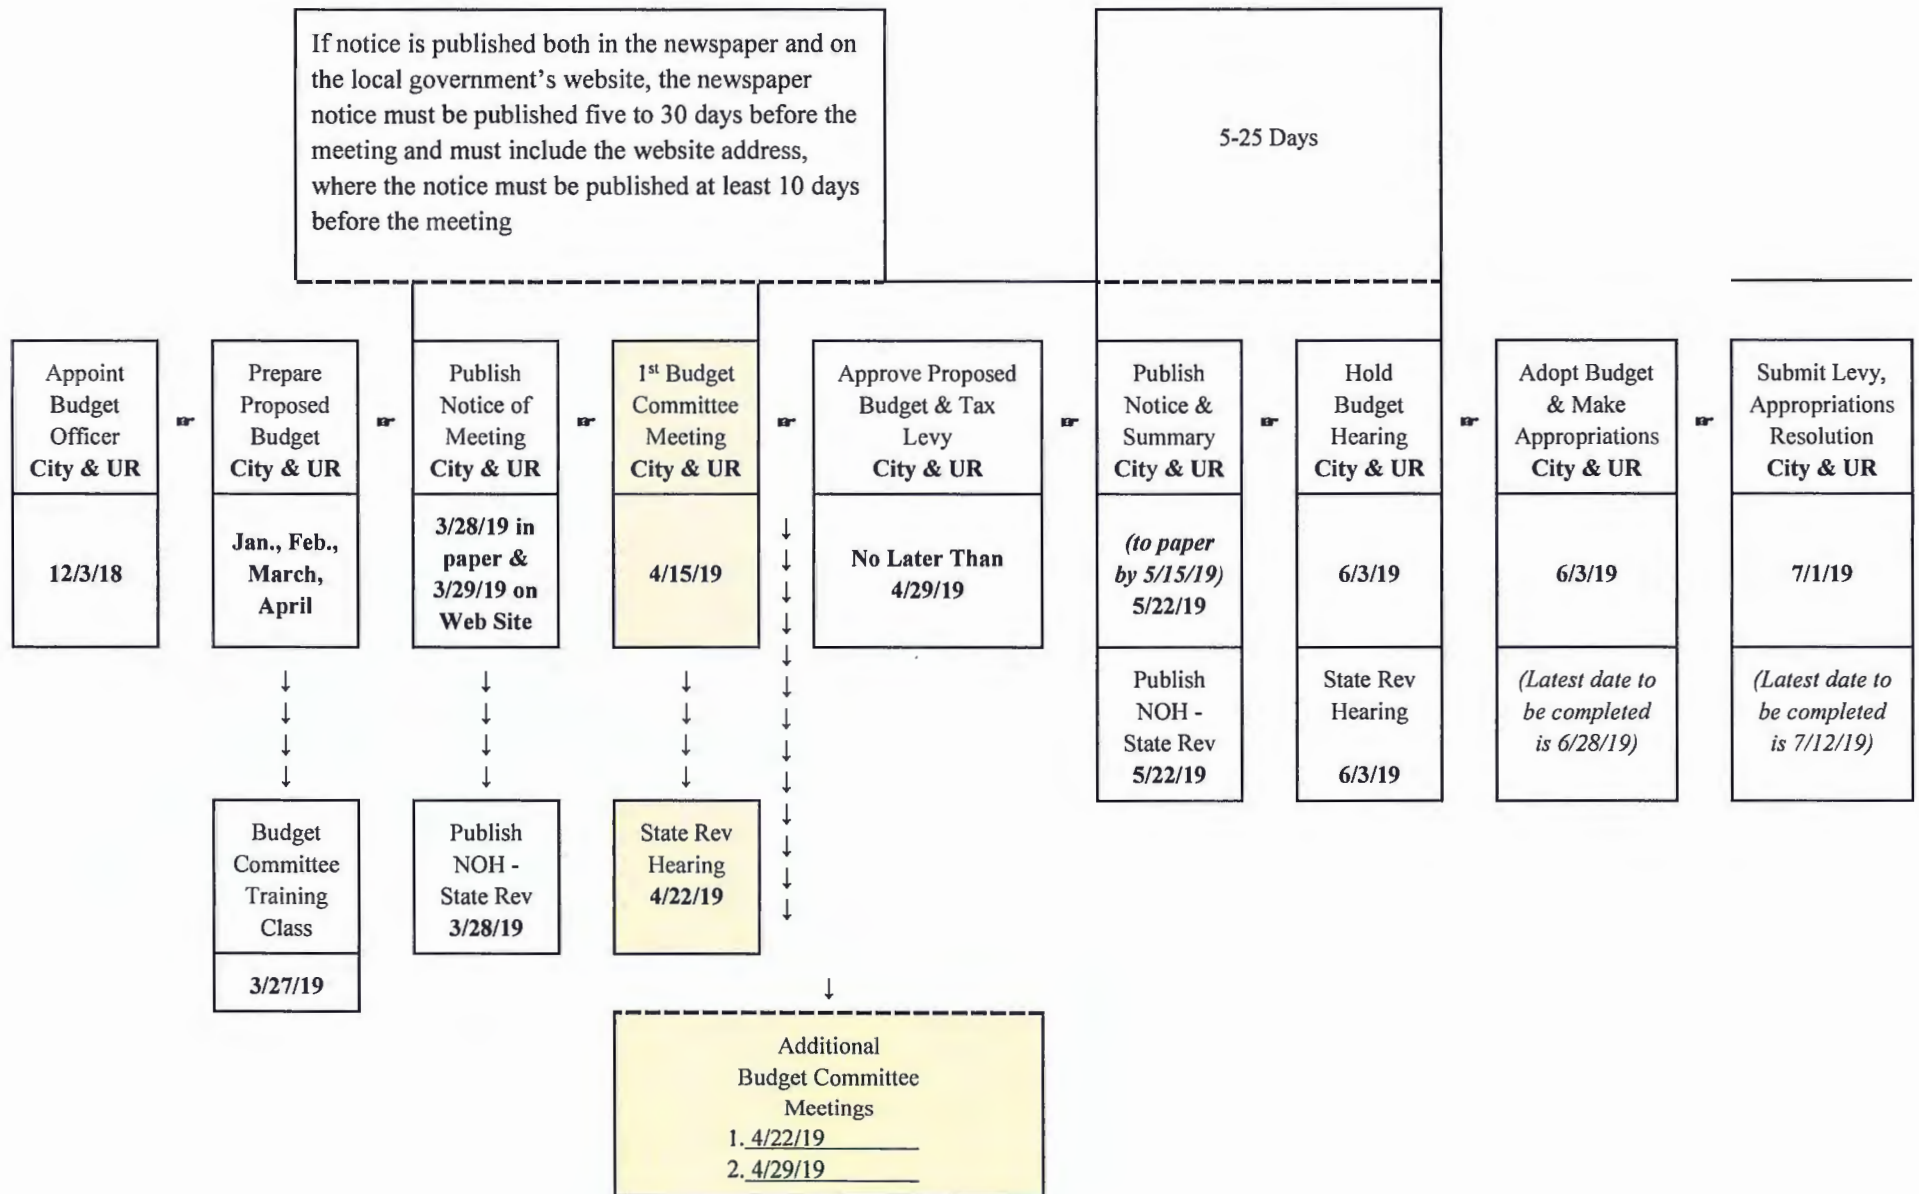 If notice is published both in the newspaper and on
the local government's website, the newspaper
notice must be published five to 30 days before the
meeting and must include the website address,
where the notice must be published at least 10 days
before the meeting
5-25 Days
Appoint
Budget
Officer
City & UR
12/3/18
Prepare
Proposed
Budget
City & UR
Jan., Feb.,
March,
April
Budget
Committee
Training
Class
3/27/19
Publish
Notice of
Meeting
City & UR
3/28/19 in
paper &
3/29/19 on
Web Site
Publish
NOH -
State Rev
3/28/19
1st Budget
Committee
Meeting
City & UR
4/15/19
State Rev
Hearing
4/22/19
Approve Proposed
Budget & Tax
Levy
City & UR
No Later Than
4/29/19
Additional
Budget Committee
Meetings
1. 4/22/19
2. 4/29/19
Publish
Notice &
Summary
City & UR
(to paper
by 5/15/19)
5/22/19
Publish
NOH -
State Rev
5/22/19
Hold
Budget
Hearing
City & UR
6/3/19
State Rev
Hearing
6/3/19
Adopt Budget
& Make
Appropriations
City & UR
6/3/19
(Latest date to
be completed
is 6/28/19)
Submit Levy,
Appropriations
Resolution
City & UR
7/1/19
(Latest date to
be completed
is 7/12/19)